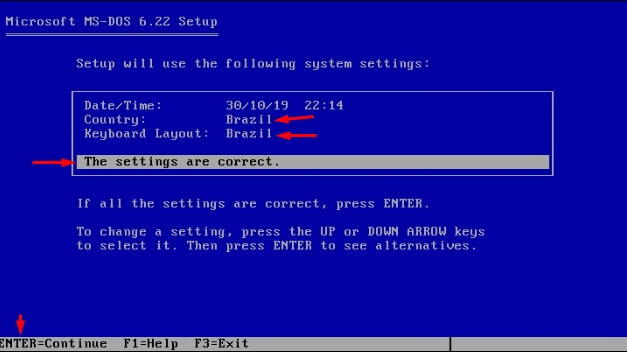 Microsoft MS-DOS 6.22 Setup
Setup will use the following system settings:
Date/Time: 30/10/19 22:14
Country: Brazil
Keyboard Layout: Brazil
The settings are correct.
If all the settings are correct, press ENTER.
To change a setting, press the UP or DOWN ARROW keys
to select it. Then press ENTER to see alternatives.
ENTER=Continue F1=Help F3=Exit